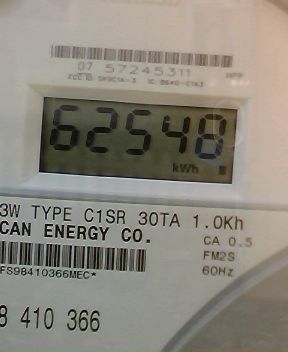 07 57245311
62548
kWh
3W TYPE C1SR 30TA 1.0Kh
CAN ENERGY CO.
CA 0.5
FM2S
60Hz
FS98410366MEC*
8 410 366